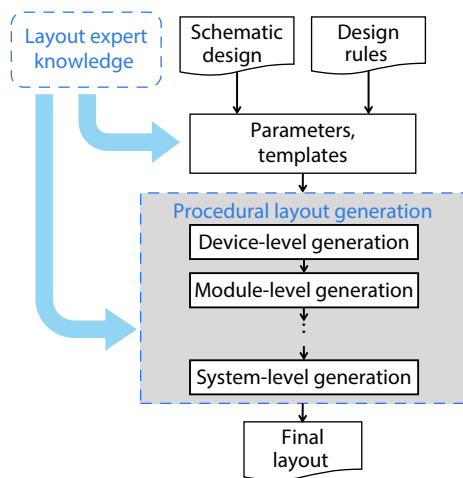 Layout expert
knowledge
Schematic
design
Design
rules
Parameters,
templates
Procedural layout generation
Device-level generation
Module-level generation
System-level generation
Final
layout